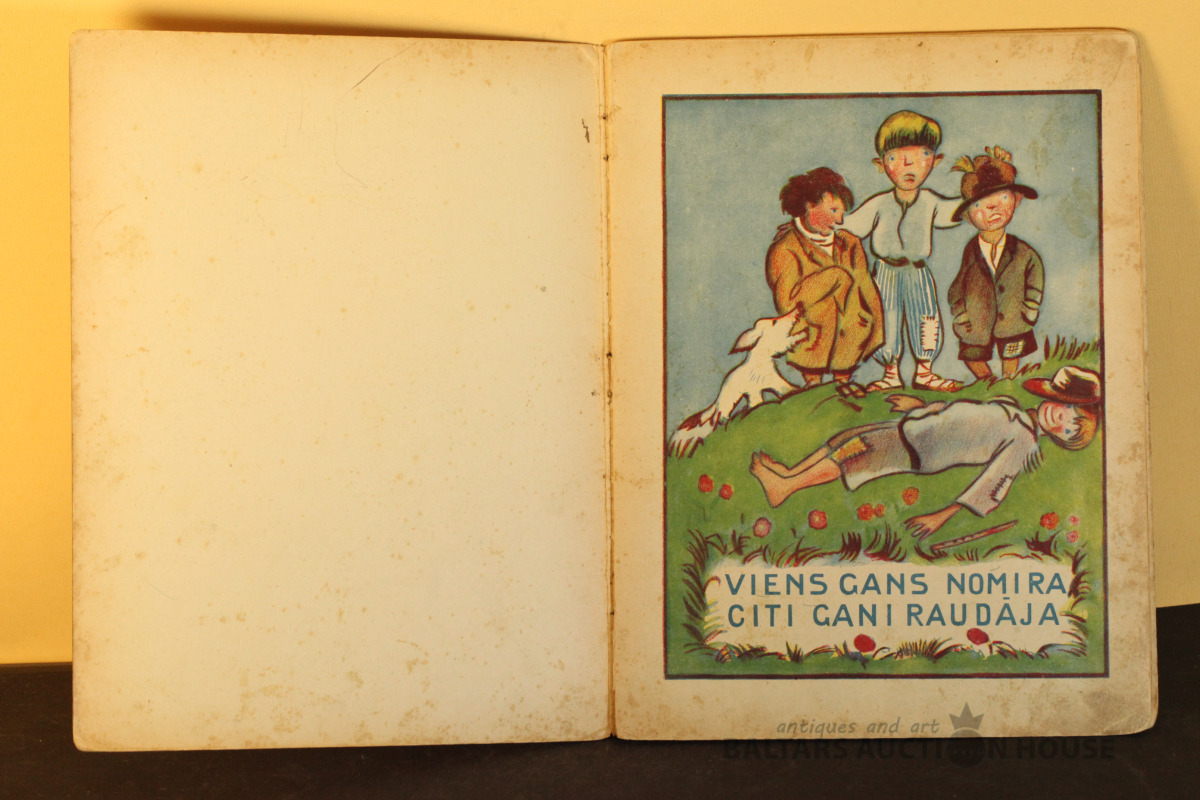 VIENS GANS NOMIRA
CITI GANI RAUDĀJA
antiques and art
BALTARS AUCTION HOUSE